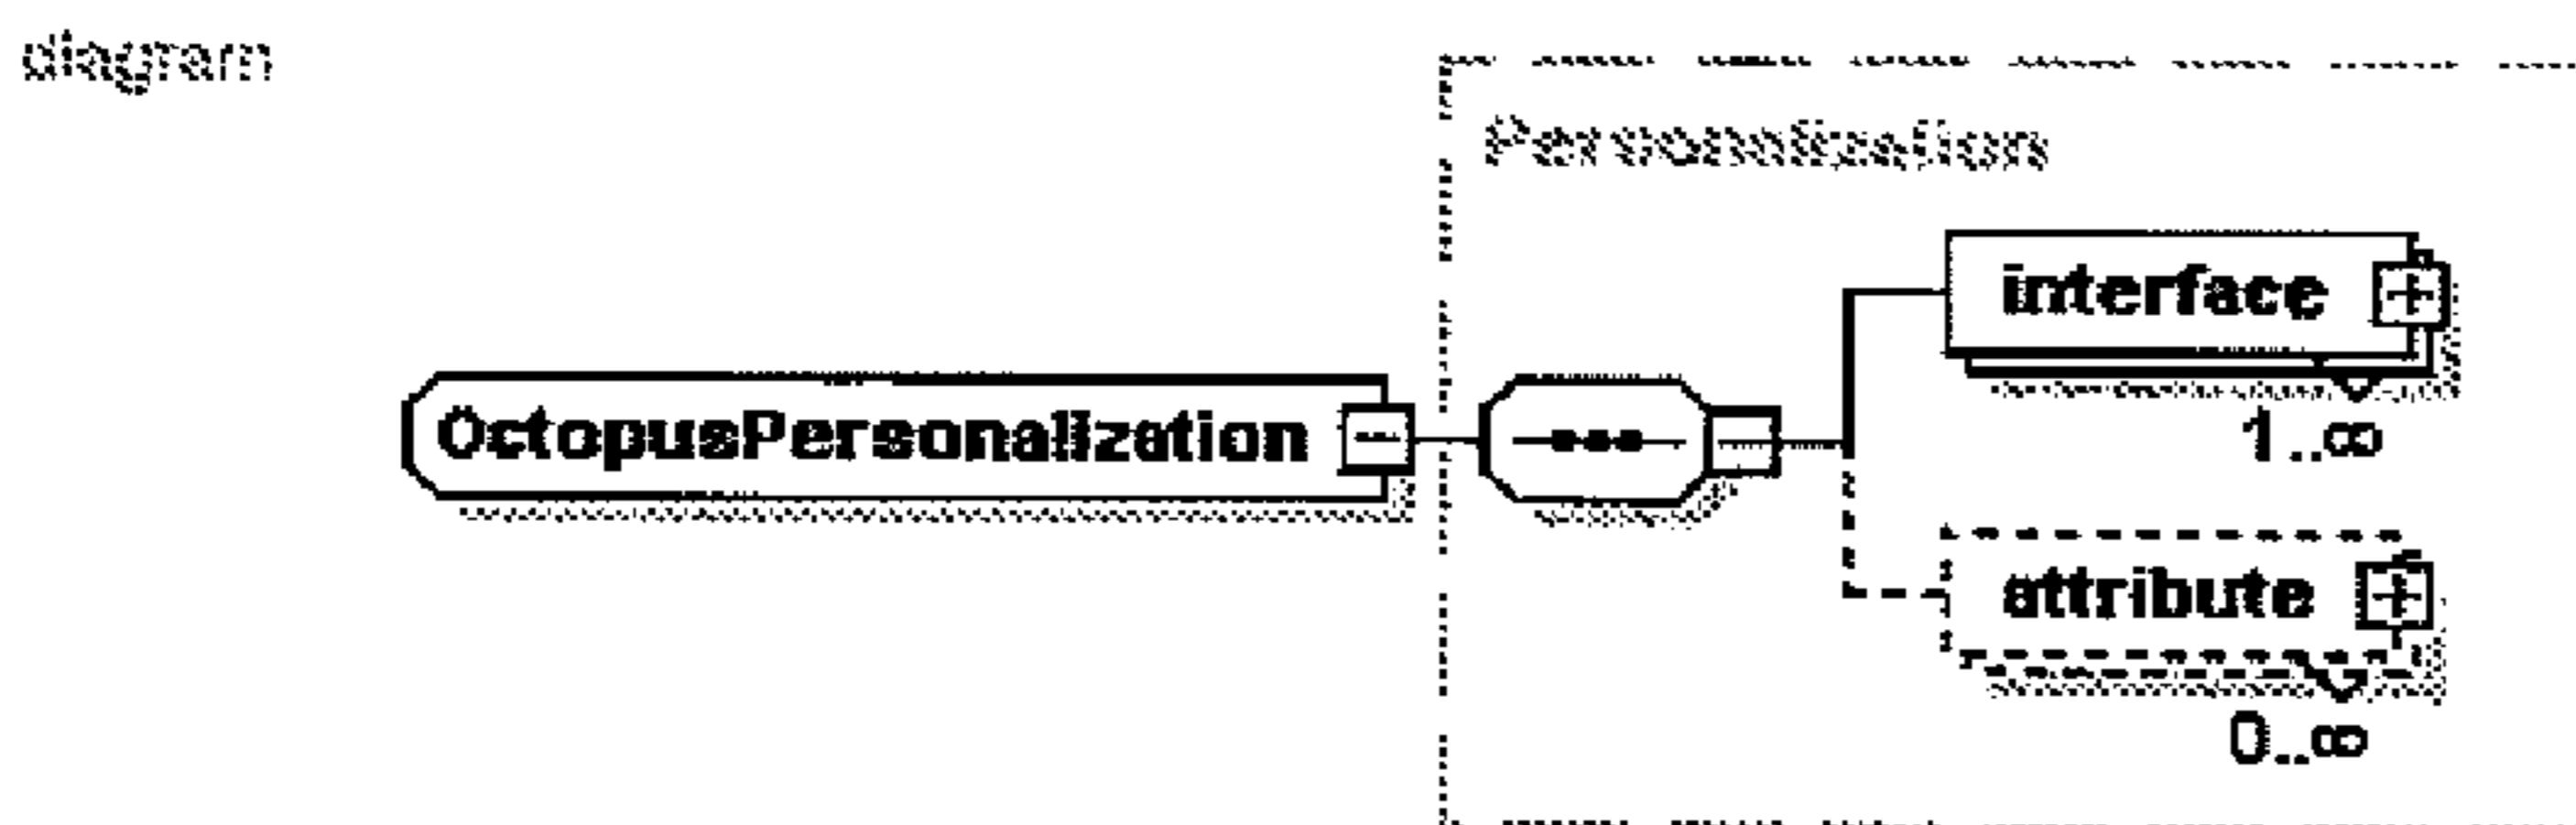 diagram
Personalization
interface
1..∞
OctopusPersonalization
attribute
0..∞